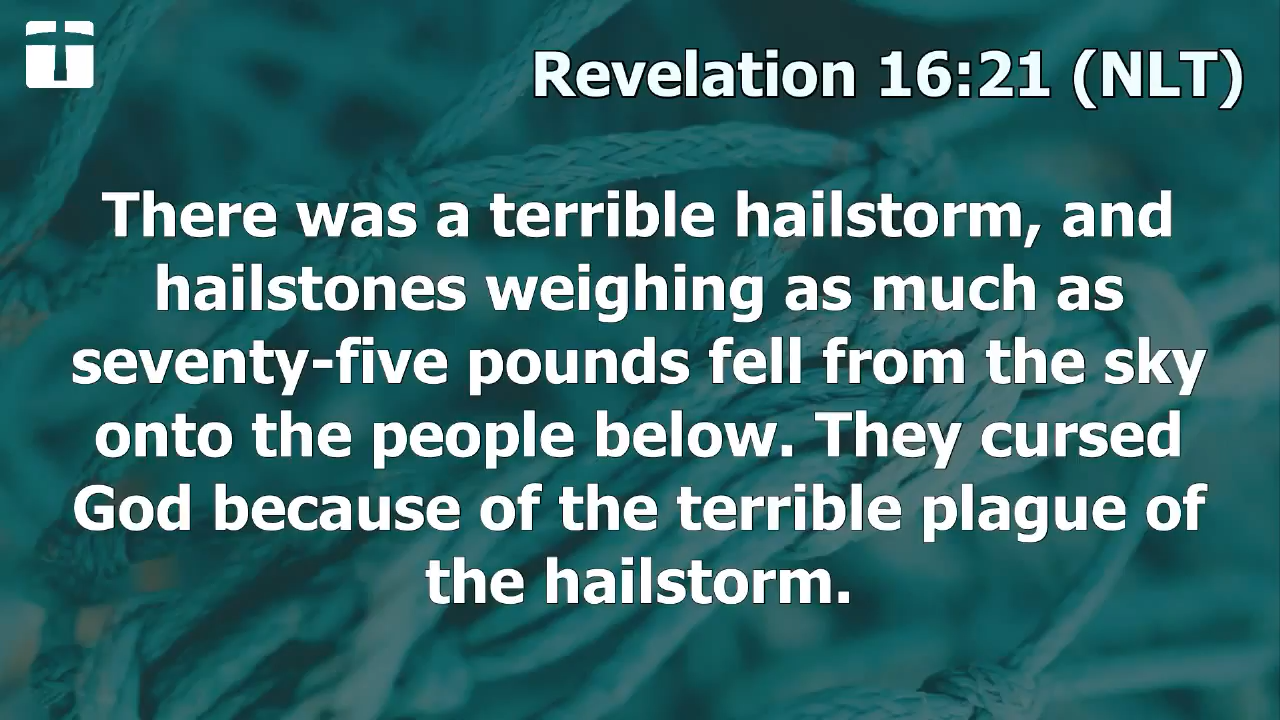 Revelation 16:21 (NLT)
There was a terrible hailstorm, and
hailstones weighing as much as
seventy-five pounds fell from the sky
onto the people below. They cursed
God because of the terrible plague of
the hailstorm.